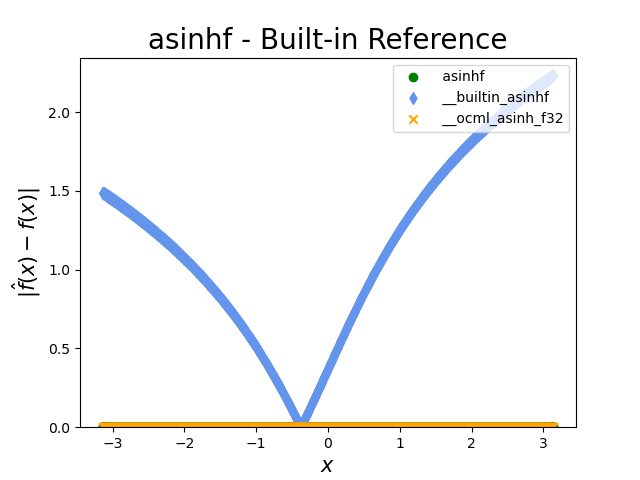 asinhf - Built-in Reference
asinhf
__builtin_asinhf
__ocml_asinh_f32
|f̂(x) − f(x)|
2.0
1.5
1.0
0.5
0.0
−3
−2
−1
0
1
2
3
x